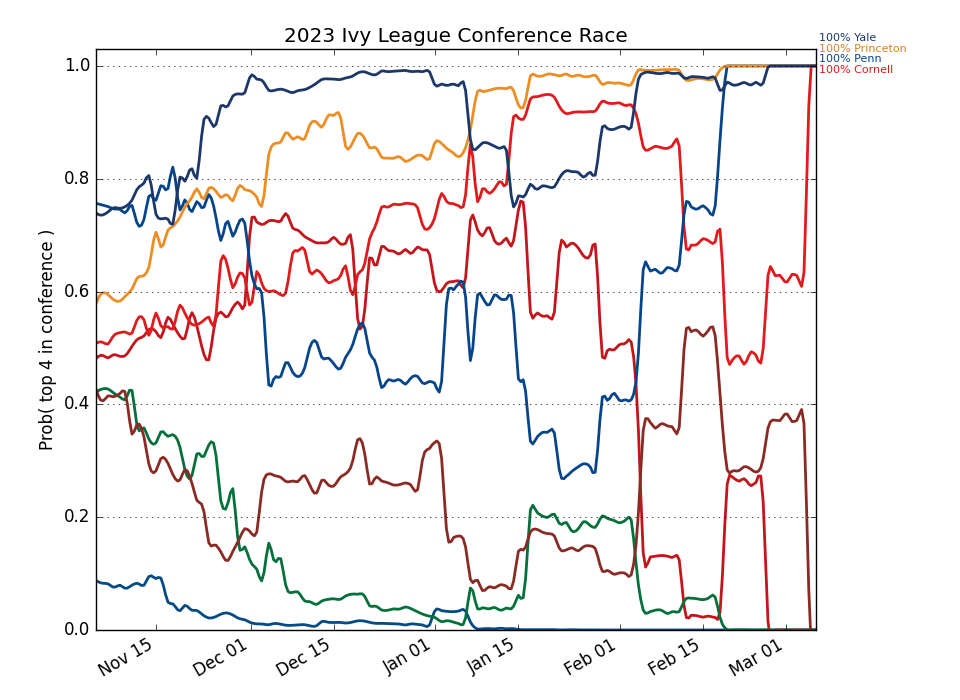 2023 Ivy League Conference Race
100% Yale
100% Princeton
100% Penn
100% Cornell
Prob( top 4 in conference )
1.0
0.8
0.6
0.4
0.2
0.0
Nov 15
Dec 01
Dec 15
Jan 01
Jan 15
Feb 01
Feb 15
Mar 01